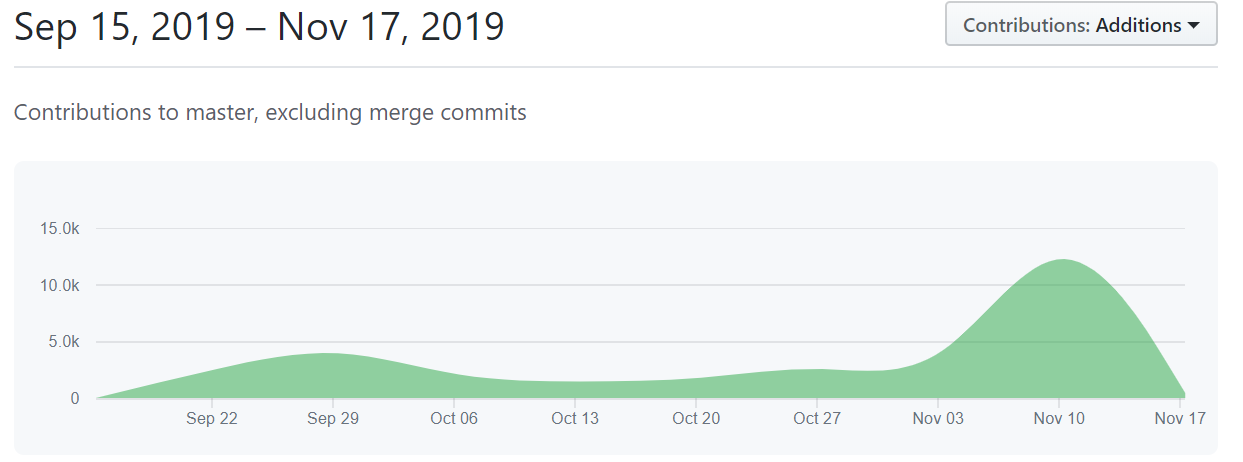 Sep 15, 2019 – Nov 17, 2019
Contributions: Additions
Contributions to master, excluding merge commits
15.0k
10.0k
5.0k
0
Sep 22 Sep 29 Oct 06 Oct 13 Oct 20 Oct 27 Nov 03 Nov 10 Nov 17